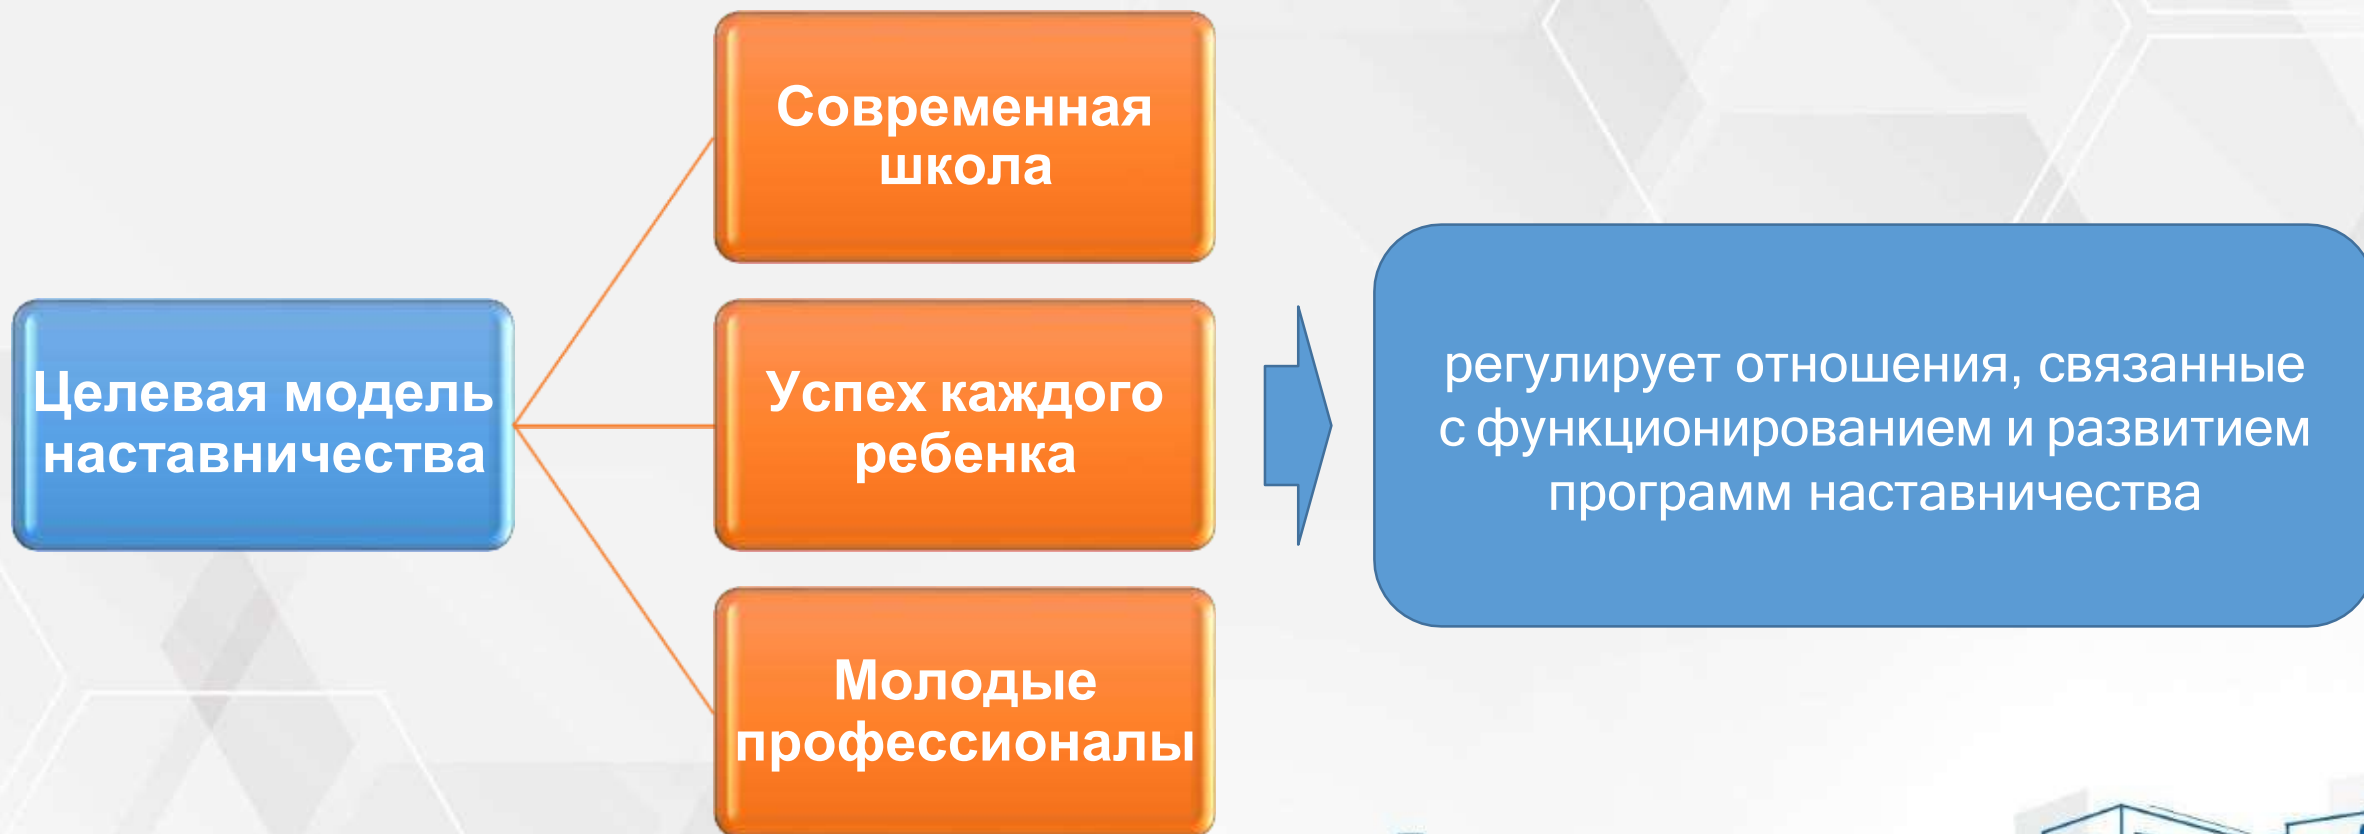 Целевая модель
наставничества
Современная
школа
Успех каждого
ребенка
Молодые
профессионалы
регулирует отношения, связанные
с функционированием и развитием
программ наставничества